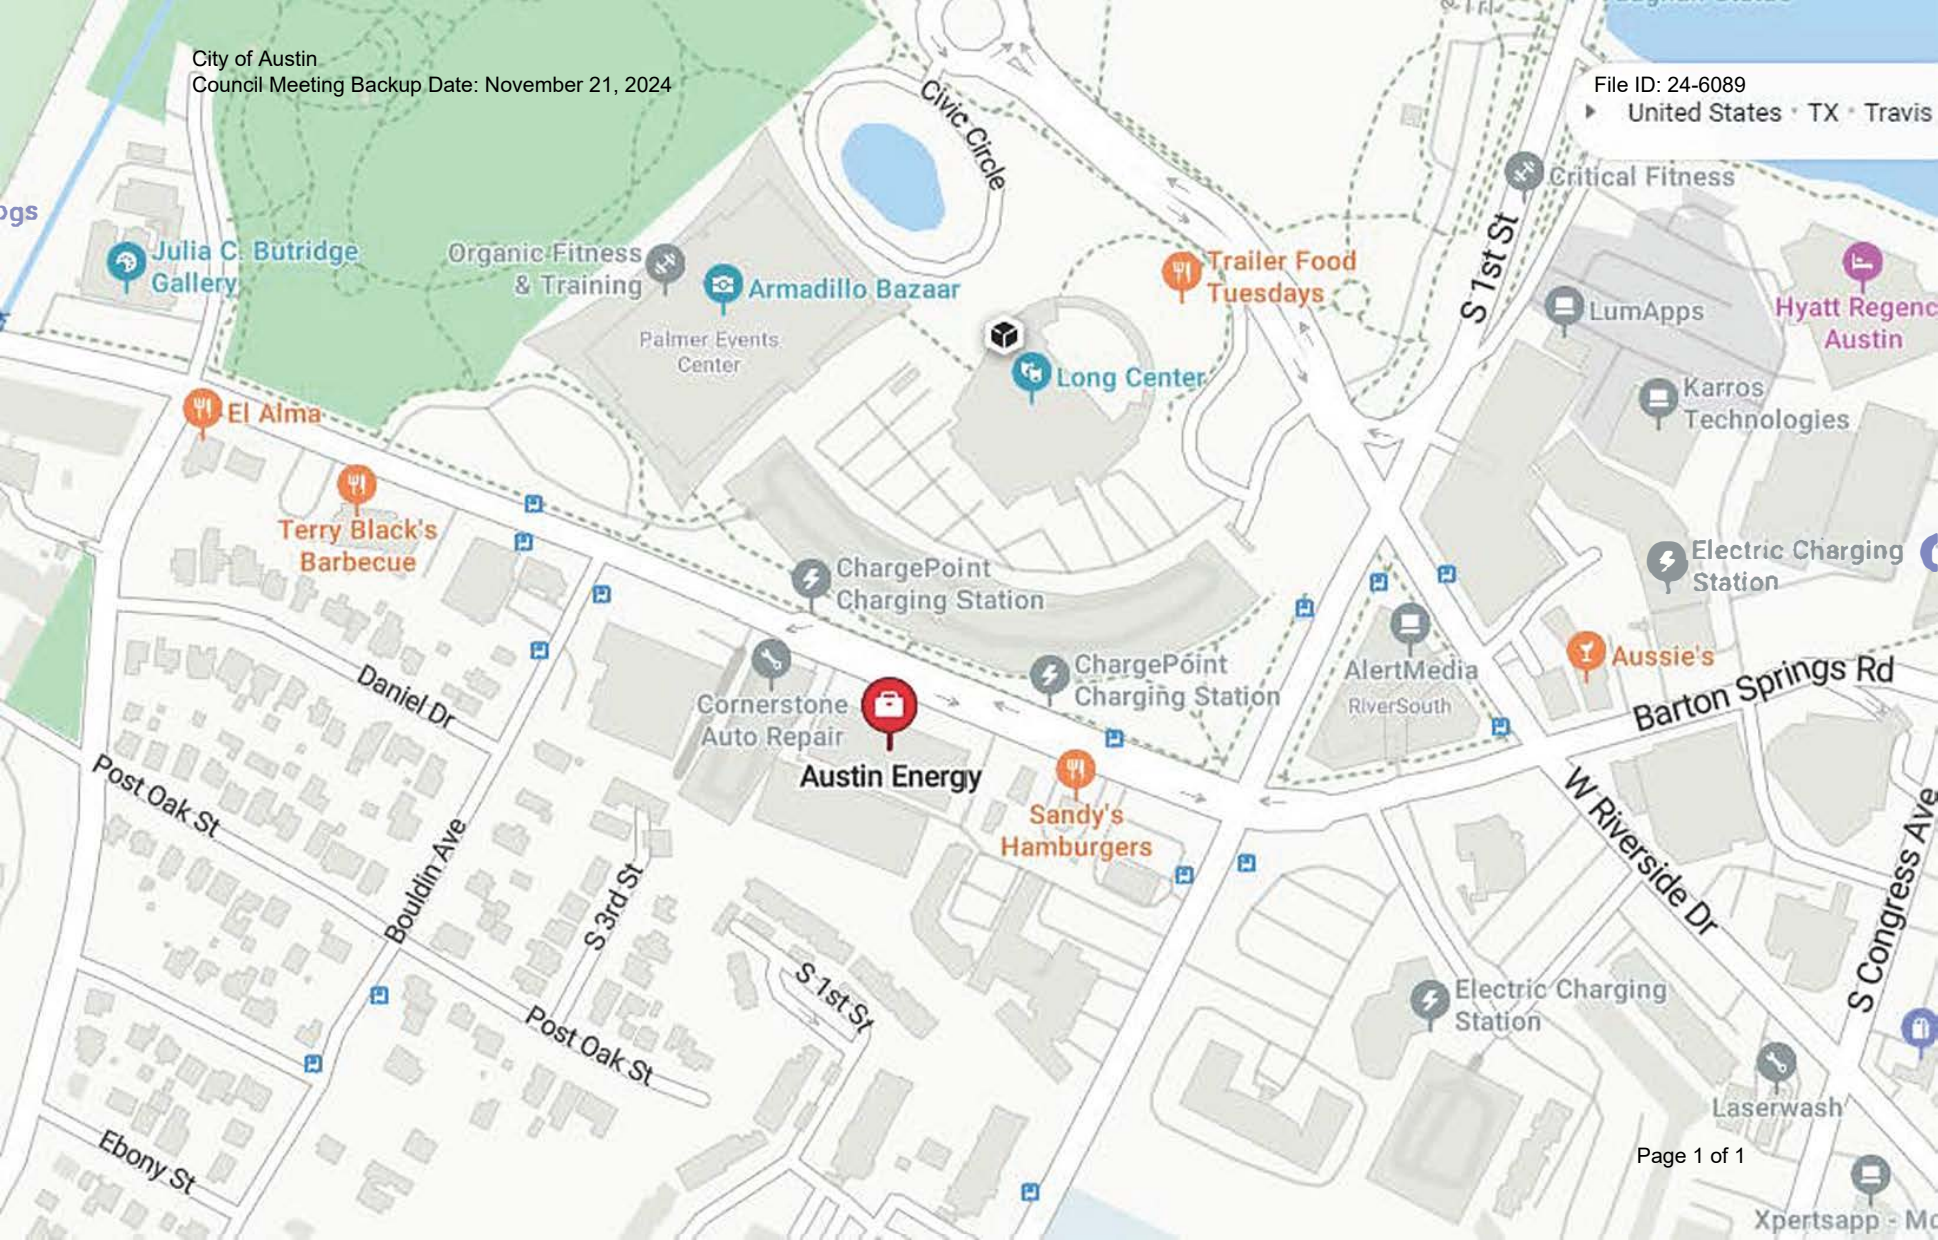 City of Austin
Council Meeting Backup Date: November 21, 2024
File ID: 24-6089
United States · TX · Travis
Civic Circle
Critical Fitness
S 1st St
Julia C. Butridge
Gallery
Organic Fitness
& Training
Armadillo Bazaar
Palmer Events
Center
Trailer Food
Tuesdays
LumApps
Hyatt Regenc
Austin
Long Center
Karros
Technologies
El Alma
Terry Black's
Barbecue
ChargePoint
Charging Station
Electric Charging
Station
Cornerstone
Auto Repair
ChargePoint
Charging Station
AlertMedia
RiverSouth
Aussie's
Barton Springs Rd
Daniel Dr
Austin Energy
Sandy's
Hamburgers
Post Oak St
Bouldin Ave
S 3rd St
W Riverside Dr
S Congress Ave
S 1st St
Post Oak St
Electric Charging
Station
Ebony St
Laserwash
Page 1 of 1
Xpertsapp - Mo